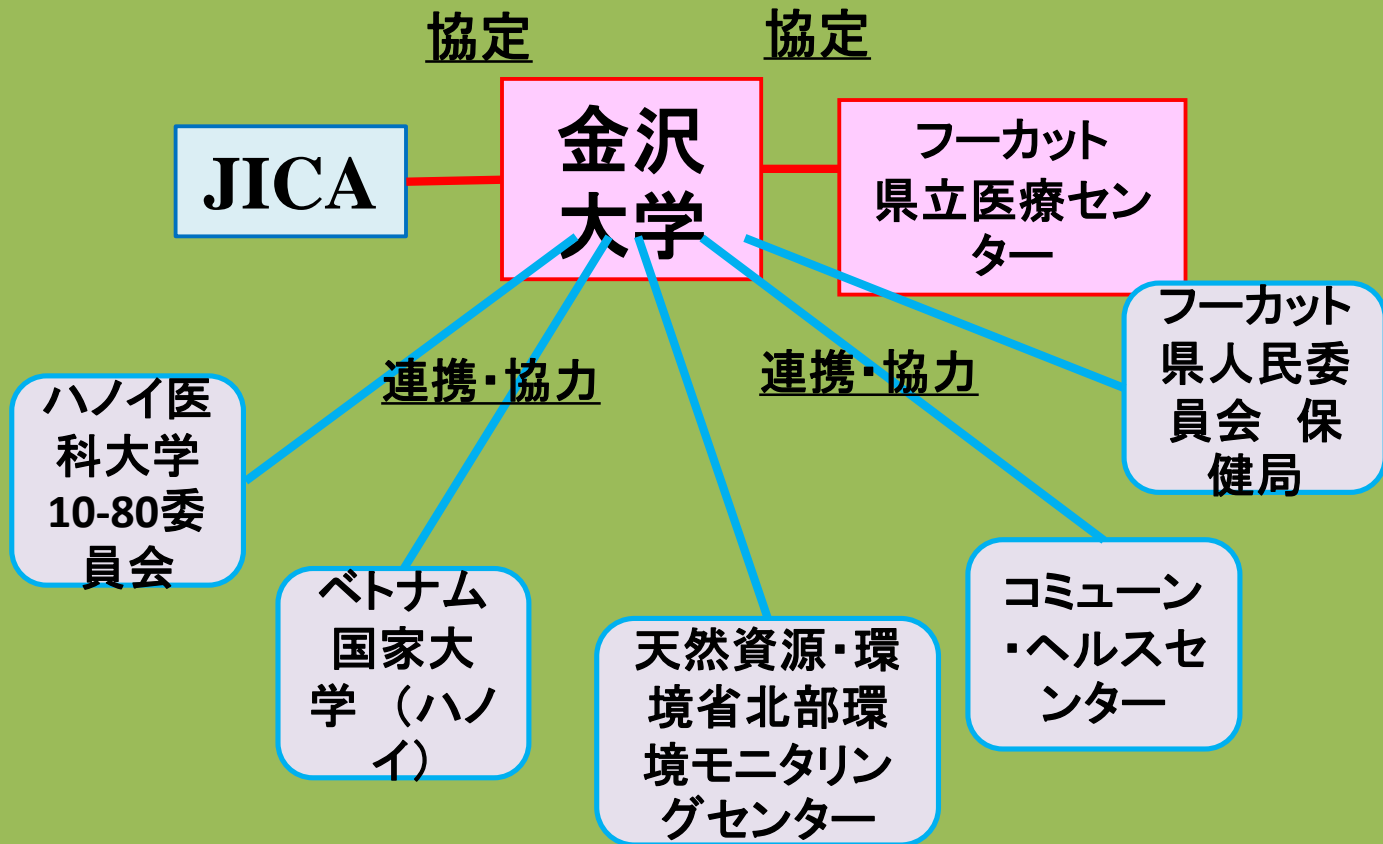 協定
協定
JICA
金沢
大学
フーカット
県立医療セン
ター
フーカット
県人民委
員会　保
健局
連携・協力
連携・協力
ハノイ医
科大学
10-80委
員会
ベトナム
国家大
学　（ハノ
イ）
天然資源・環
境省北部環
境モニタリン
グセンター
コミューン
・ヘルスセ
ンター